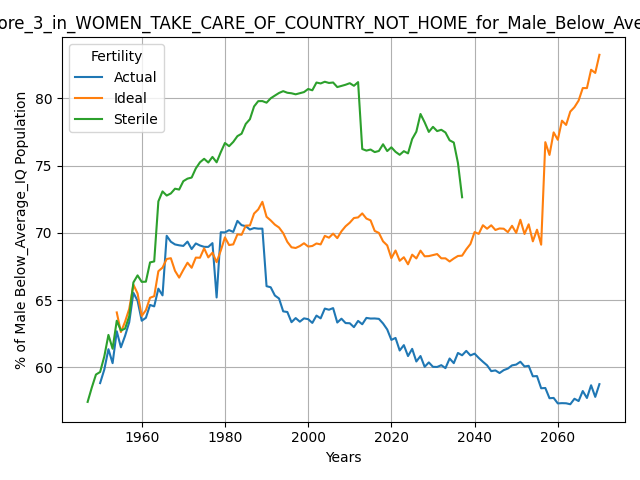 ore_3_in_WOMEN_TAKE_CARE_OF_COUNTRY_NOT_HOME_for_Male_Below_Ave
Fertility
Actual
Ideal
Sterile
% of Male Below_Average_IQ Population
80
75
70
65
60
1960
1980
2000
2020
2040
2060
Years